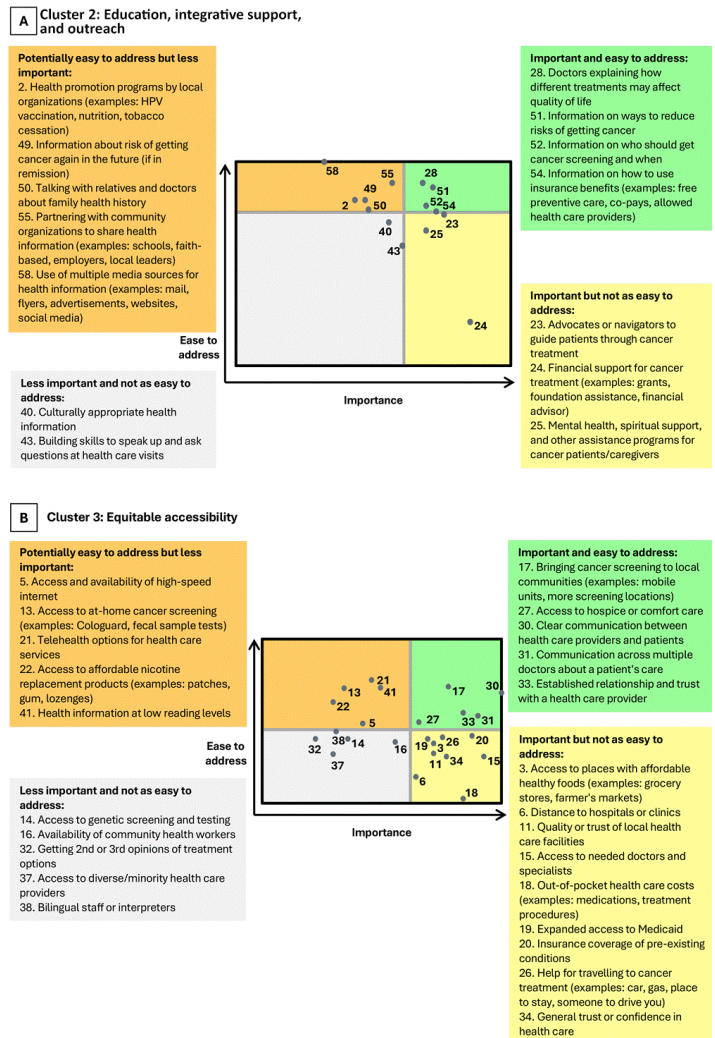 A Cluster 2: Education, integrative support,
and outreach
Potentially easy to address but less
important:
2. Health promotion programs by local
organizations (examples: HPV
vaccination, nutrition, tobacco
cessation)
49. Information about risk of getting
cancer again in the future (if in
remission)
50. Talking with relatives and doctors
about family health history
55. Partnering with community
organizations to share health
information (examples: schools, faith-
based, employers, local leaders)
58. Use of multiple media sources for
health information (examples: mail,
flyers, advertisements, websites,
social media)
Important and easy to address:
28. Doctors explaining how
different treatments may affect
quality of life
51. Information on ways to reduce
risks of getting cancer
52. Information on who should get
cancer screening and when
54. Information on how to use
insurance benefits (examples: free
preventive care, co-pays, allowed
health care providers)
58
55
28
49
51
2
50
52
54
40
23
25
43
24
Ease to
address
Importance
Less important and not as easy to
address:
40. Culturally appropriate health
information
43. Building skills to speak up and ask
questions at health care visits
Important but not as easy to
address:
23. Advocates or navigators to
guide patients through cancer
treatment
24. Financial support for cancer
treatment (examples: grants,
foundation assistance, financial
advisor)
25. Mental health, spiritual support,
and other assistance programs for
cancer patients/caregivers
B Cluster 3: Equitable accessibility
Potentially easy to address but less
important:
5. Access and availability of high-speed
internet
13. Access to at-home cancer screening
(examples: Cologuard, fecal sample tests)
21. Telehealth options for health care
services
22. Access to affordable nicotine
replacement products (examples: patches,
gum, lozenges)
41. Health information at low reading levels
Important and easy to address:
17. Bringing cancer screening to local
communities (examples: mobile
units, more screening locations)
27. Access to hospice or comfort care
30. Clear communication between
health care providers and patients
31. Communication across multiple
doctors about a patient's care
33. Established relationship and trust
with a health care provider
21
13
41
17
30
22
5
27
33
31
38
32
14
16
19
3
26
20
37
11
34
15
6
18
Ease to
address
Importance
Less important and not as easy to
address:
14. Access to genetic screening and testing
16. Availability of community health workers
32. Getting 2nd or 3rd opinions of treatment
options
37. Access to diverse/minority health care
providers
38. Bilingual staff or interpreters
Important but not as easy to
address:
3. Access to places with affordable
healthy foods (examples: grocery
stores, farmer's markets)
6. Distance to hospitals or clinics
11. Quality or trust of local health
care facilities
15. Access to needed doctors and
specialists
18. Out-of-pocket health care costs
(examples: medications, treatment
procedures)
19. Expanded access to Medicaid
20. Insurance coverage of pre-existing
conditions
26. Help for travelling to cancer
treatment (examples: car, gas, place
to stay, someone to drive you)
34. General trust or confidence in
health care